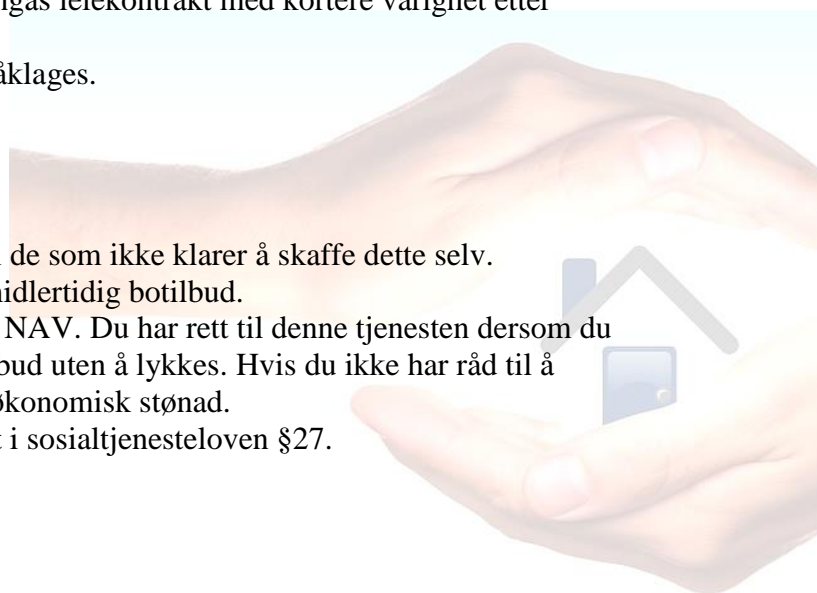 leiekontrakt med kortere varighet etter
åklages.
de som ikke klarer å skaffe dette selv.
midlertidig botilbud.
NAV. Du har rett til denne tjenesten dersom du
bud uten å lykkes. Hvis du ikke har råd til å
økonomisk stønad.
i sosialtjenesteloven §27.